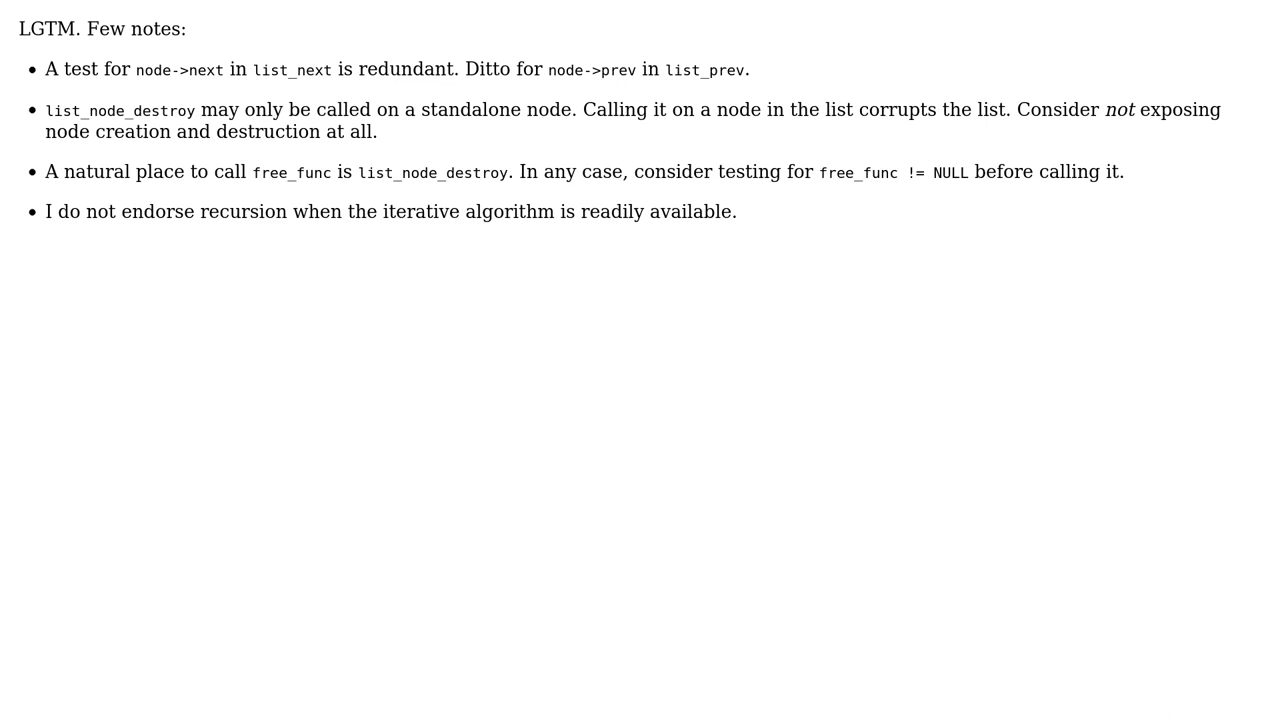 LGTM. Few notes:
• A test for node->next in list_next is redundant. Ditto for node->prev in list_prev.
• list_node_destroy may only be called on a standalone node. Calling it on a node in the list corrupts the list. Consider not exposing
node creation and destruction at all.
• A natural place to call free_func is list_node_destroy. In any case, consider testing for free_func != NULL before calling it.
• I do not endorse recursion when the iterative algorithm is readily available.